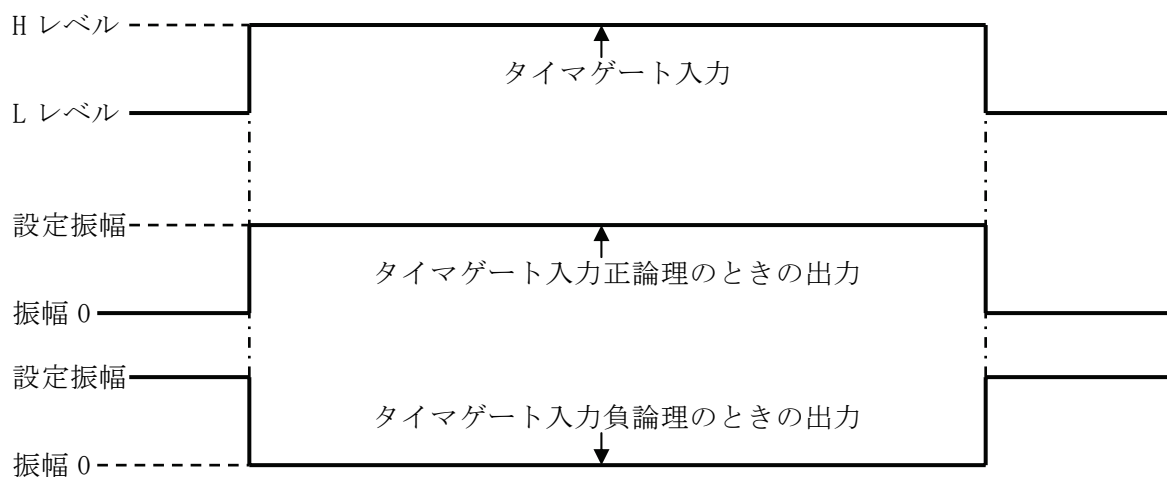 H レベル
タイマゲート入力
L レベル
設定振幅
タイマゲート入力正論理のときの出力
振幅 0
設定振幅
タイマゲート入力負論理のときの出力
振幅 0